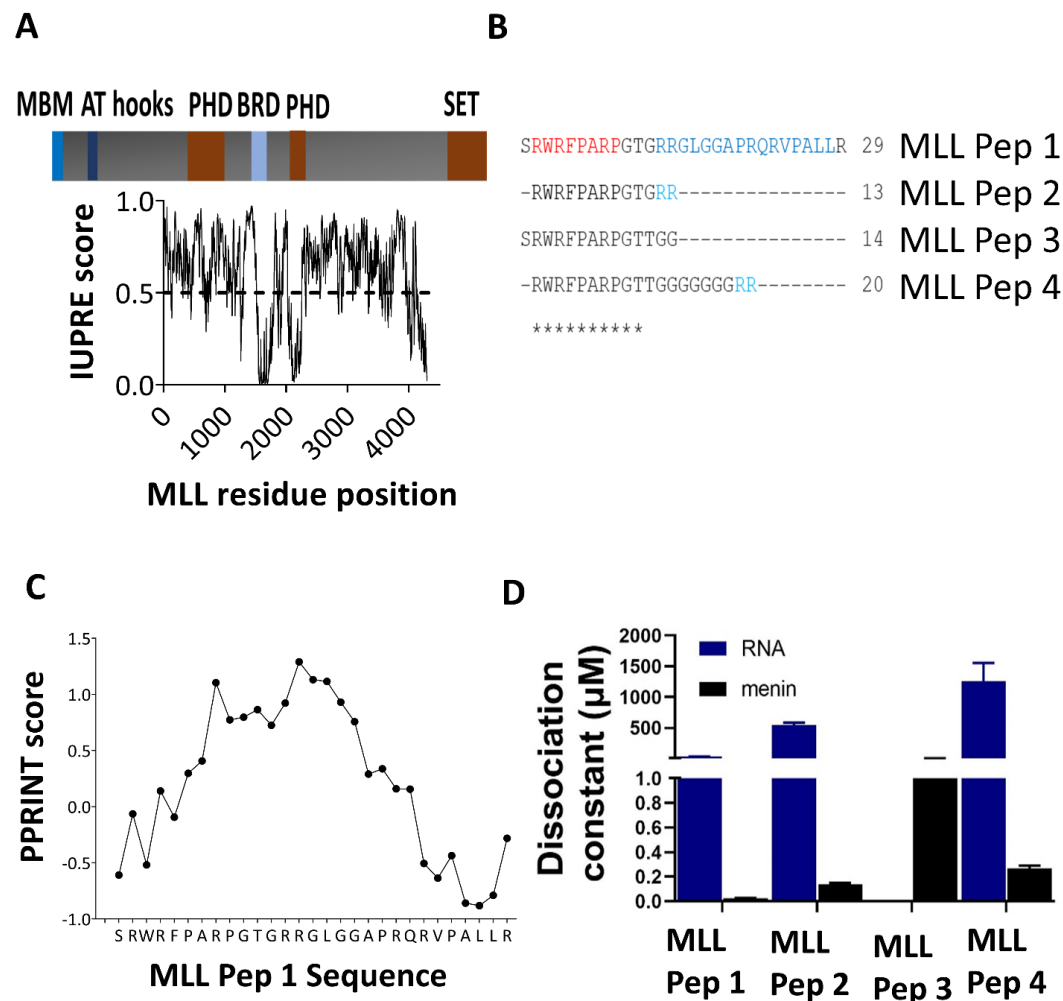 A
MBM AT hooks PHD BRD PHD SET
IUPRE score
1.0
0.5
0.0
0 1000 2000 3000 4000
MLL residue position
B
SRWRFPARPGTGRRGLGGAPRQRVPALLR 29 MLL Pep 1
-RWRFPARPGTGRR--------------- 13 MLL Pep 2
SRWRFPARPGTTGG--------------- 14 MLL Pep 3
-RWRFPARPGTTGGGGGGGRR-------- 20 MLL Pep 4
**********
C
PPRINT score
1.5
1.0
0.5
0.0
-0.5
-1.0
S R W R F P A R P G T G R R G L G G A P R Q R V P A L L R
MLL Pep 1 Sequence
D
Dissociation
constant (µM)
2000
1500
1000
500
1.0
0.8
0.6
0.4
0.2
0.0
RNA
menin
MLL Pep 1
MLL Pep 2
MLL Pep 3
MLL Pep 4